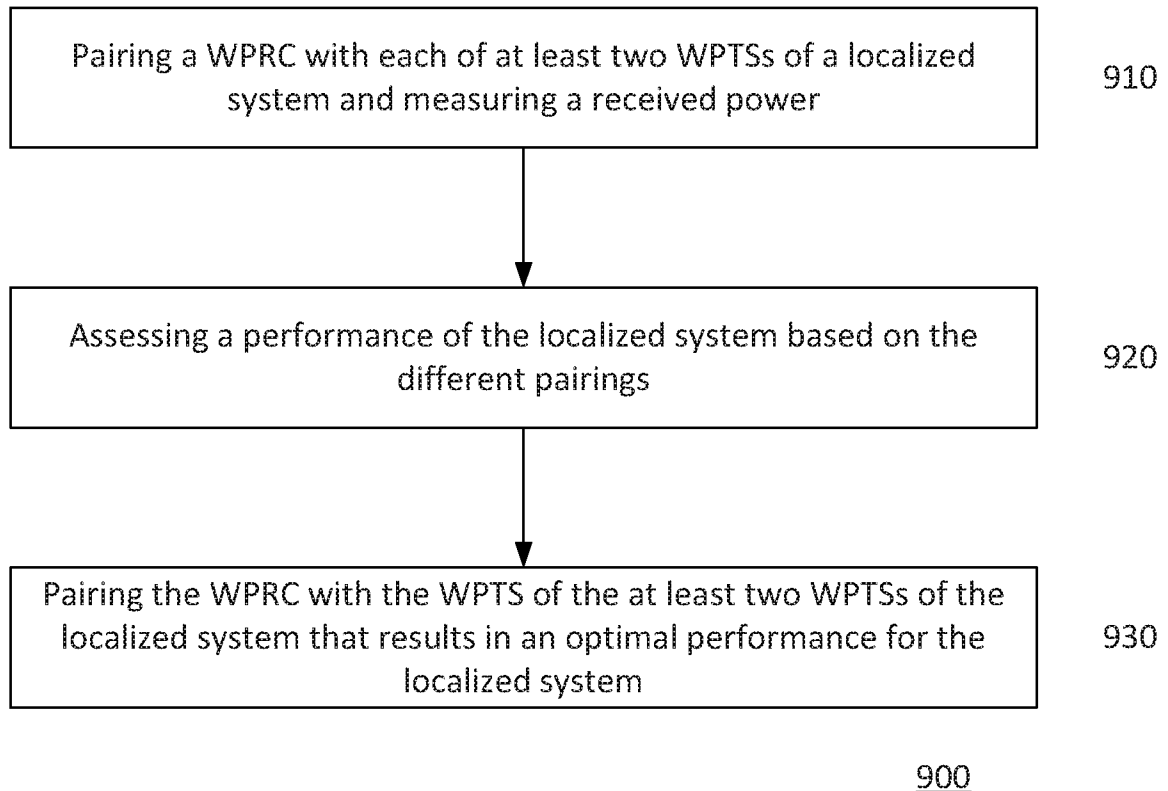 Pairing a WPRC with each of at least two WPTSs of a localized
system and measuring a received power
910
Assessing a performance of the localized system based on the
different pairings
920
Pairing the WPRC with the WPTS of the at least two WPTSs of the
localized system that results in an optimal performance for the
localized system
930
900